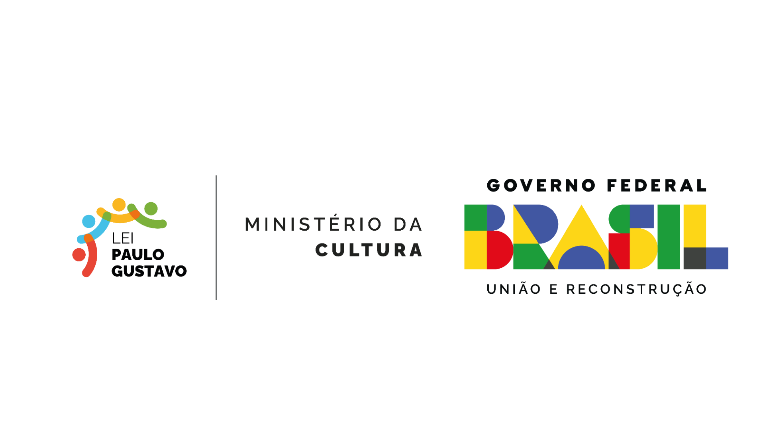 LEI
PAULO
GUSTAVO
MINISTÉRIO DA
CULTURA
GOVERNO FEDERAL
BRASIL
UNIÃO E RECONSTRUÇÃO